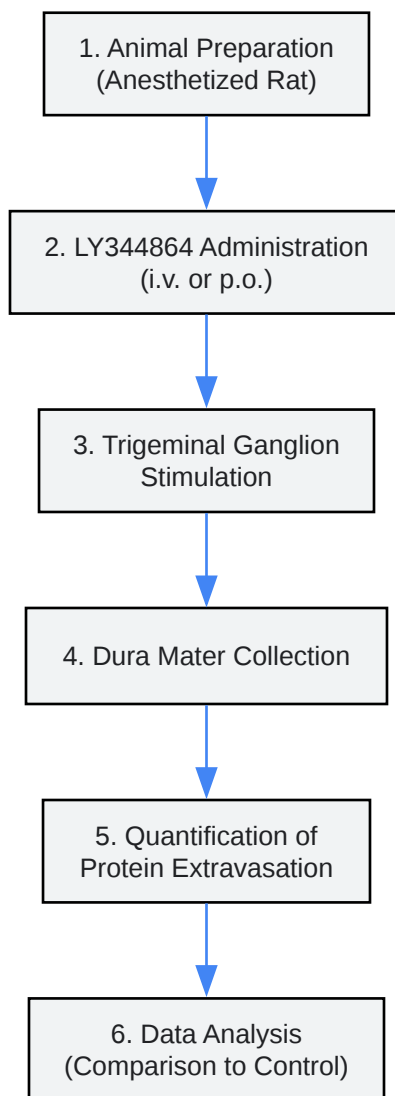 1. Animal Preparation
(Anesthetized Rat)
2. LY344864 Administration
(i.v. or p.o.)
3. Trigeminal Ganglion
Stimulation
4. Dura Mater Collection
5. Quantification of
Protein Extravasation
6. Data Analysis
(Comparison to Control)